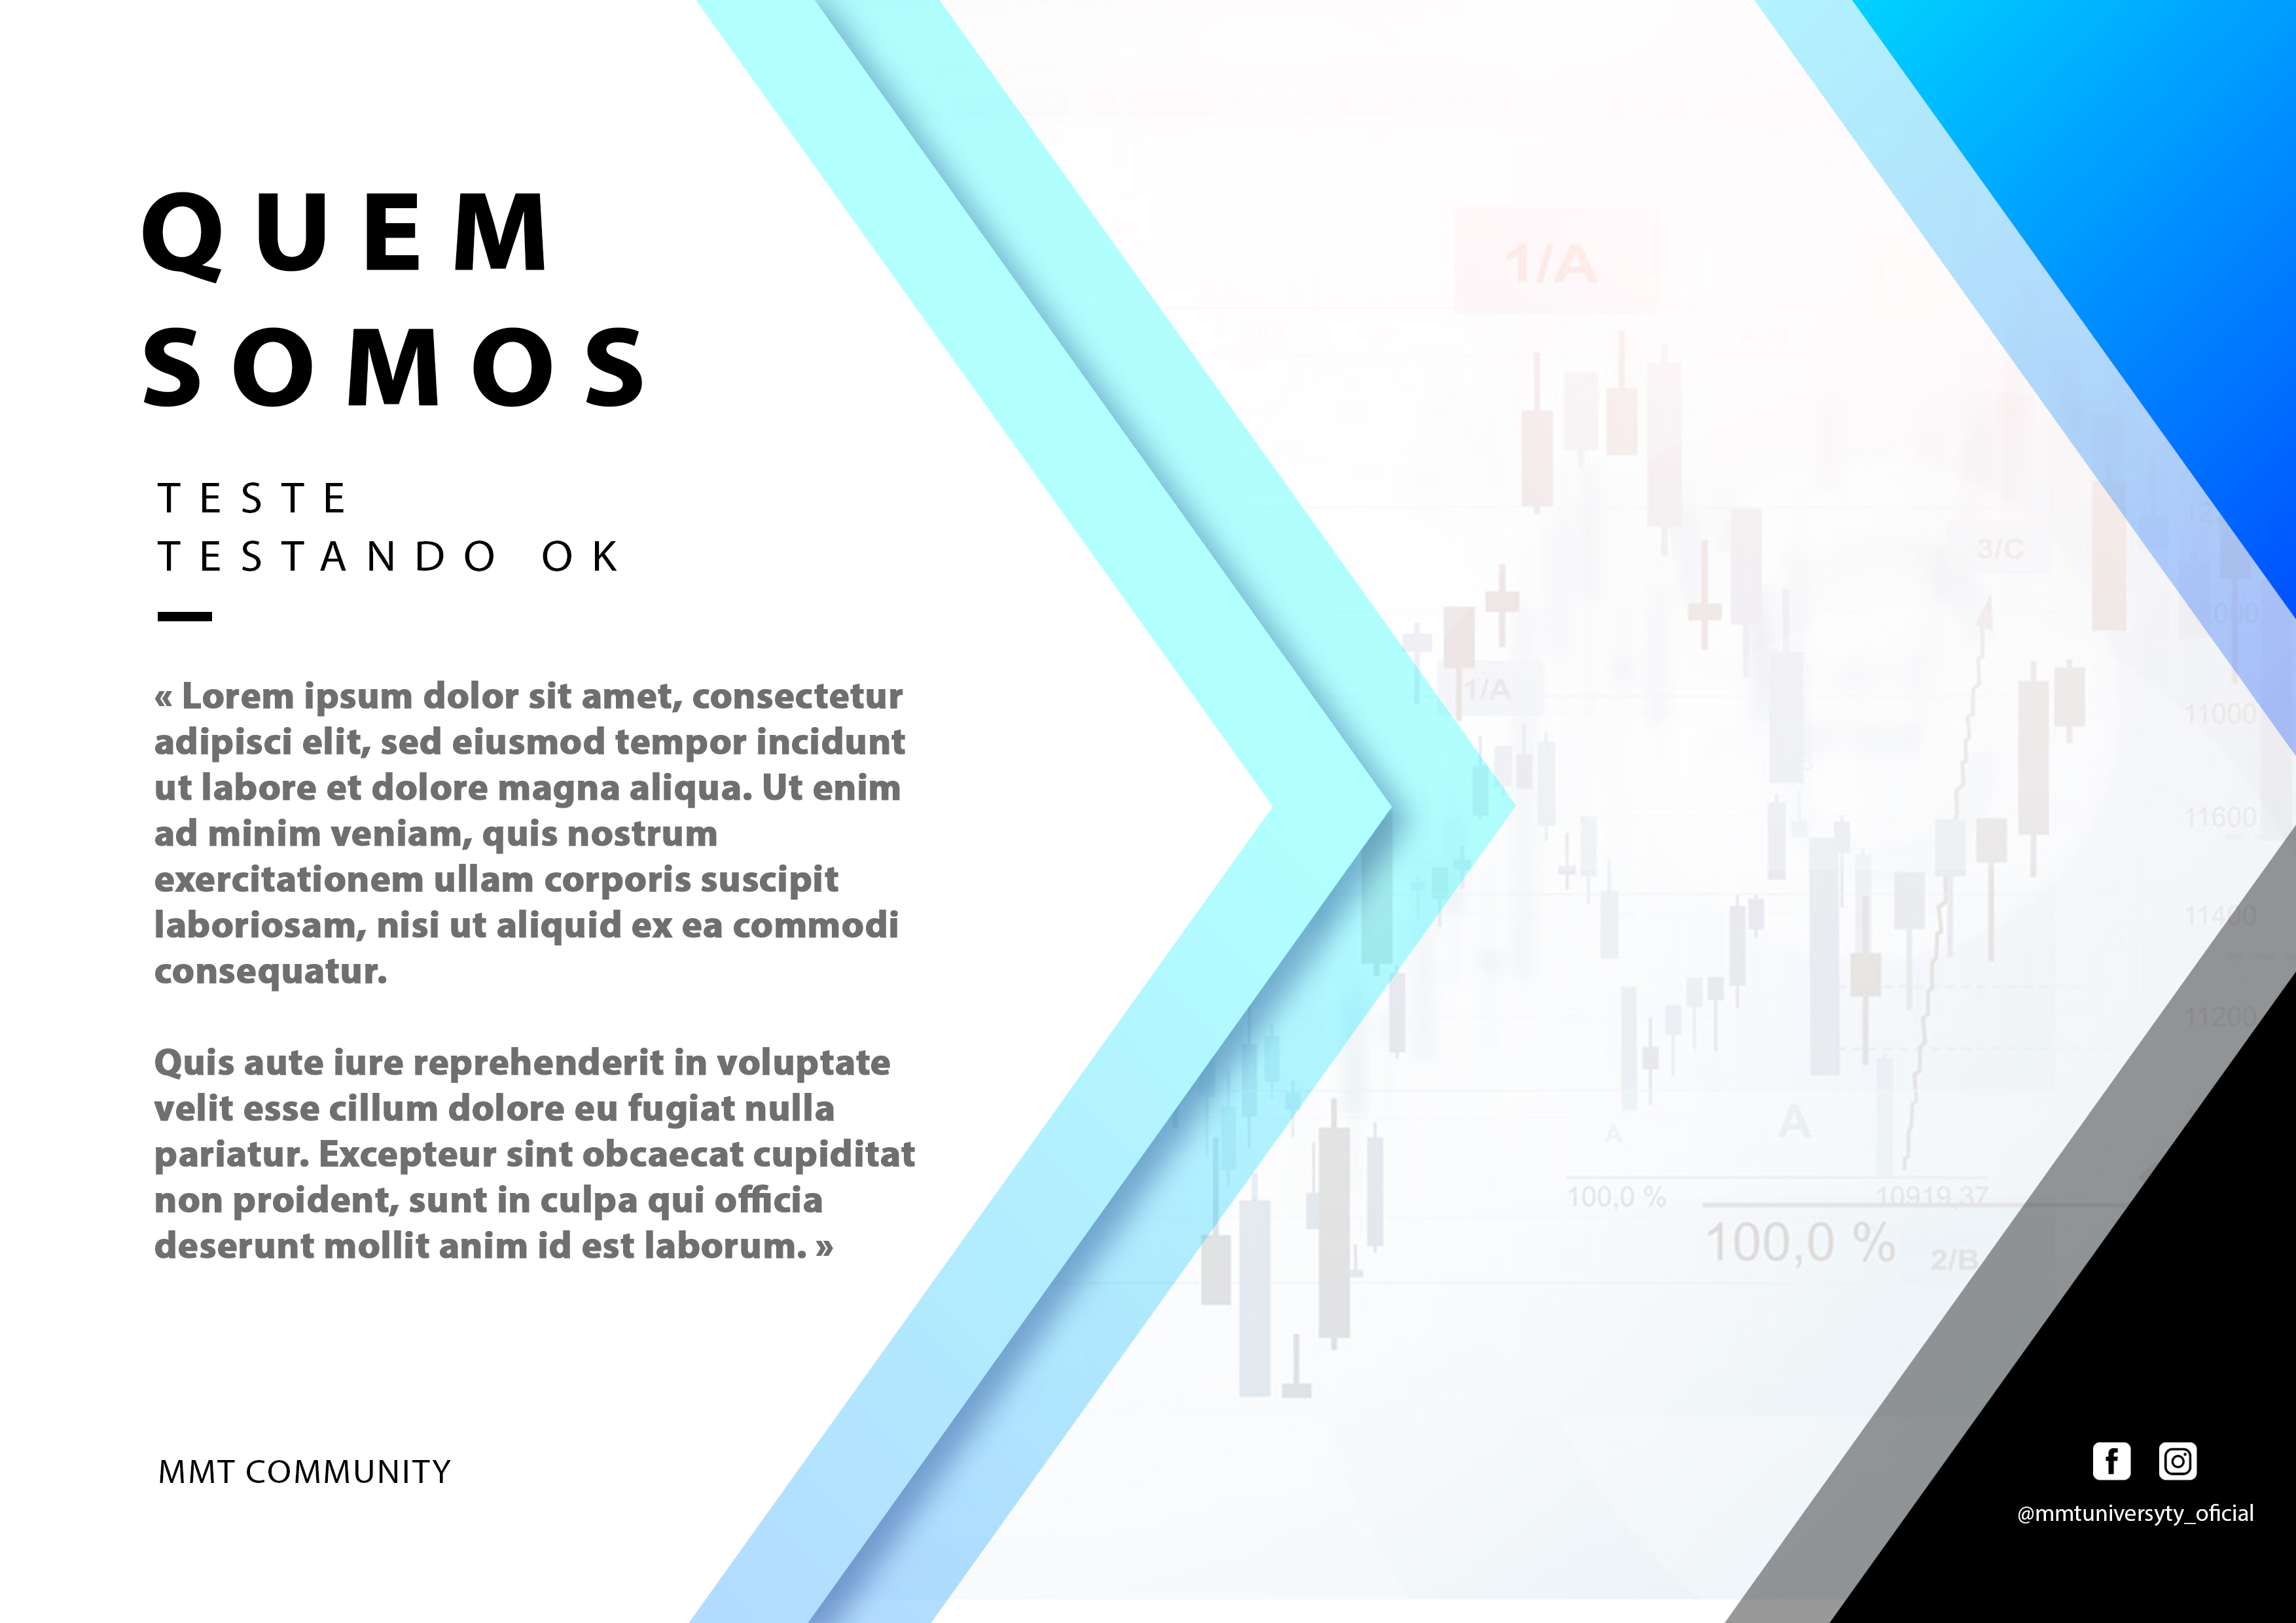 QUEM
SOMOS
TESTE
TESTANDO OK
« Lorem ipsum dolor sit amet, consectetur
adipisci elit, sed eiusmod tempor incidunt
ut labore et dolore magna aliqua. Ut enim
ad minim veniam, quis nostrum
exercitationem ullam corporis suscipit
laboriosam, nisi ut aliquid ex ea commodi
consequatur.
Quis aute iure reprehenderit in voluptate
velit esse cillum dolore eu fugiat nulla
pariatur. Excepteur sint obcaecat cupiditat
non proident, sunt in culpa qui officia
deserunt mollit anim id est laborum. »
MMT COMMUNITY
1/A
3/C
1/A
11000
11600
11400
11200
A
A
100,0 %
10919,37
100,0 %
2/B
@mmtuniversyty_oficial